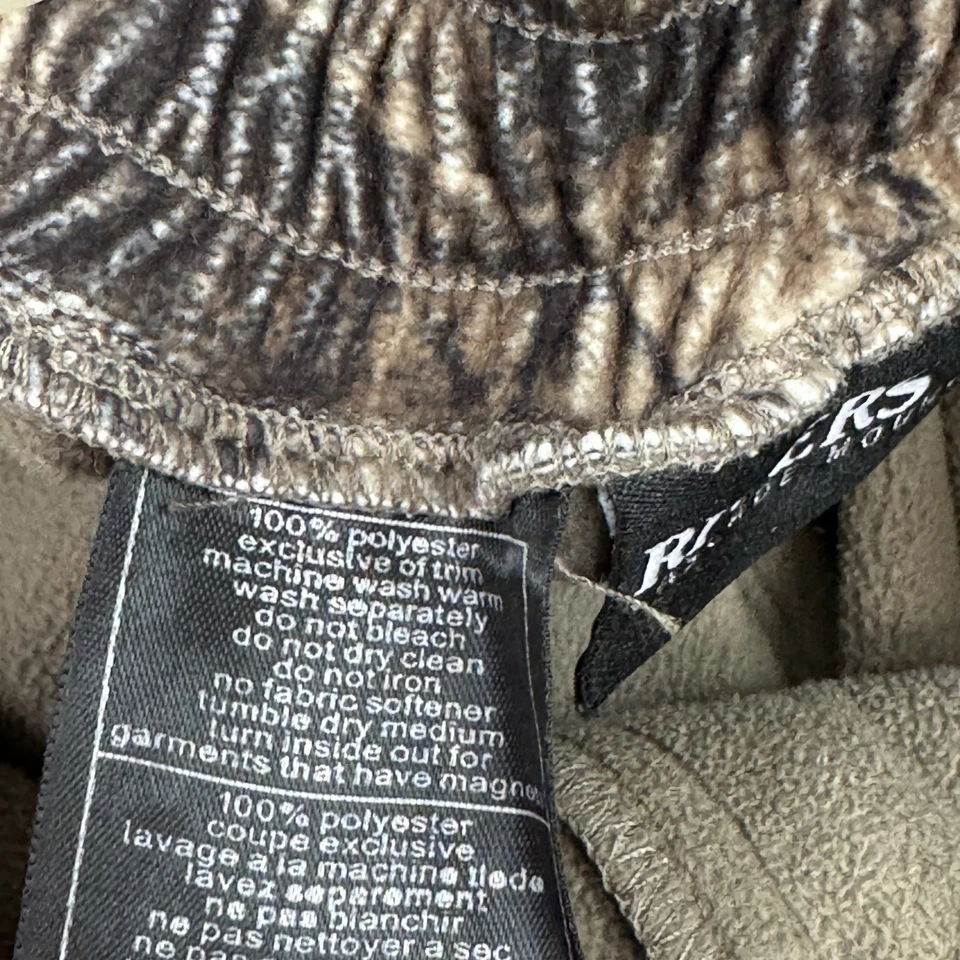 100% polyester
exclusive of trim
machine wash warm
wash separately
do not bleach
do not dry clean
do not iron
no fabric softener
tumble dry medium
turn inside out for
garments that have magne
100% polyester
coupe exclusive
lavage a la machine tiede
lavez separement
ne pas blanchir
ne pas nettoyer a sec
ne pas